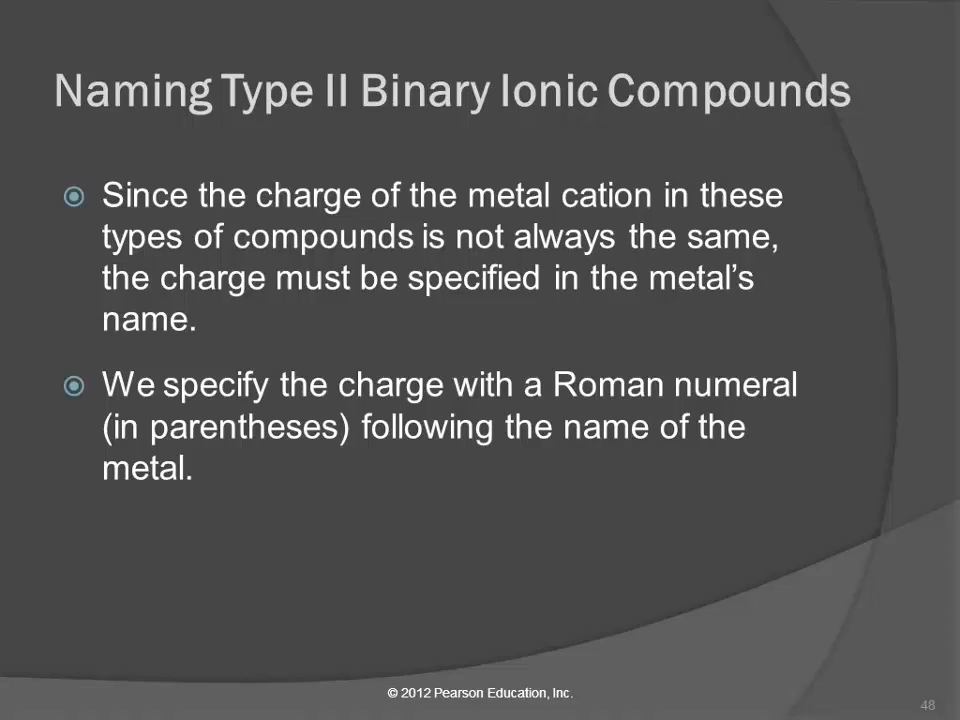 Naming Type II Binary Ionic Compounds
Since the charge of the metal cation in these
types of compounds is not always the same,
the charge must be specified in the metal’s
name.
We specify the charge with a Roman numeral
(in parentheses) following the name of the
metal.
© 2012 Pearson Education, Inc.
48